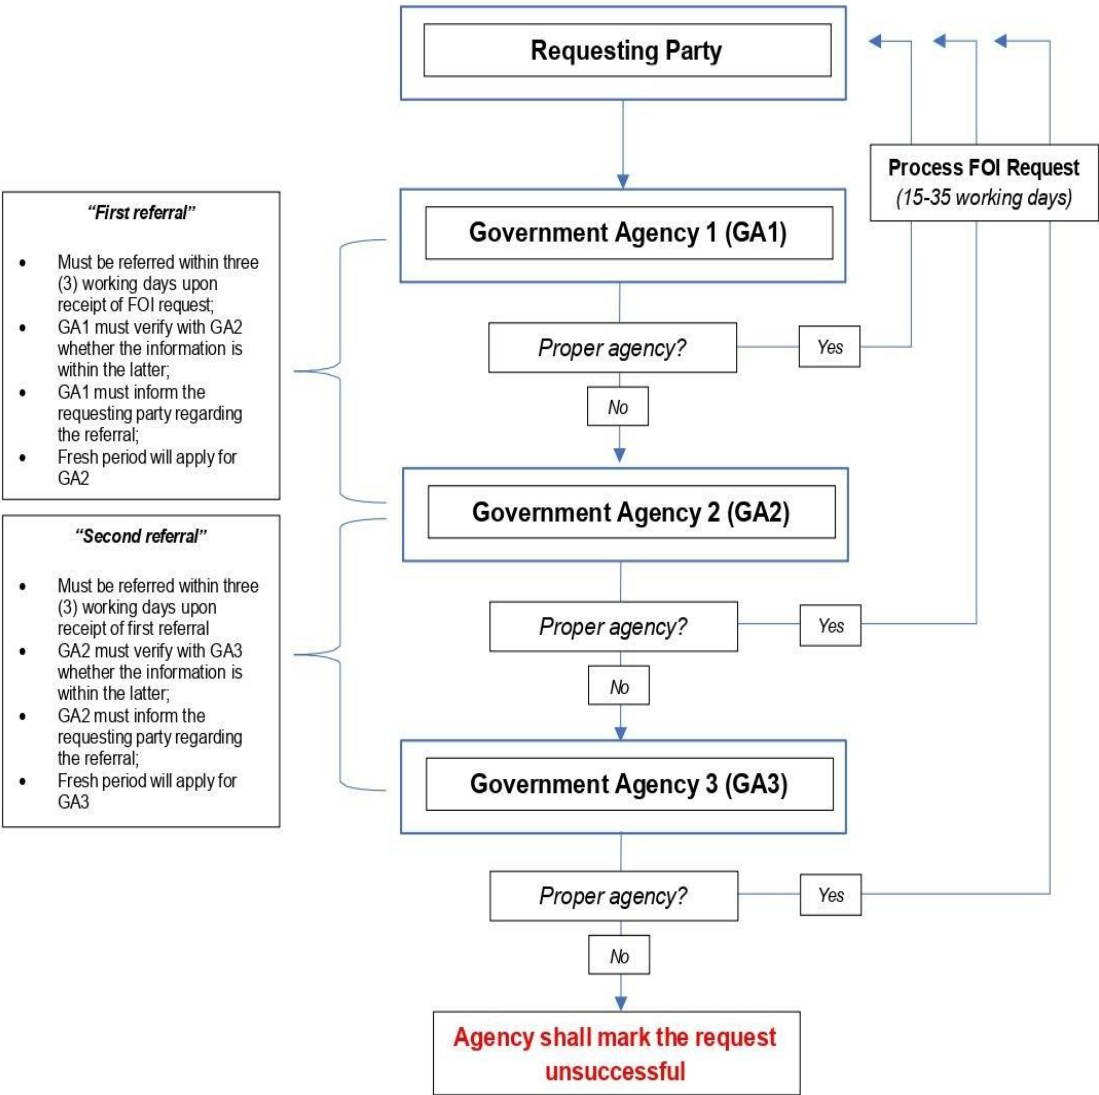 Requesting Party
Process FOI Request
(15-35 working days)
Government Agency 1 (GA1)
Proper agency?
Yes
No
“First referral”
• Must be referred within three
(3) working days upon
receipt of FOI request;
• GA1 must verify with GA2
whether the information is
within the latter;
• GA1 must inform the
requesting party regarding
the referral;
• Fresh period will apply for
GA2
Government Agency 2 (GA2)
Proper agency?
Yes
No
“Second referral”
• Must be referred within three
(3) working days upon
receipt of first referral
• GA2 must verify with GA3
whether the information is
within the latter;
• GA2 must inform the
requesting party regarding
the referral;
• Fresh period will apply for
GA3
Government Agency 3 (GA3)
Proper agency?
Yes
No
Agency shall mark the request
unsuccessful